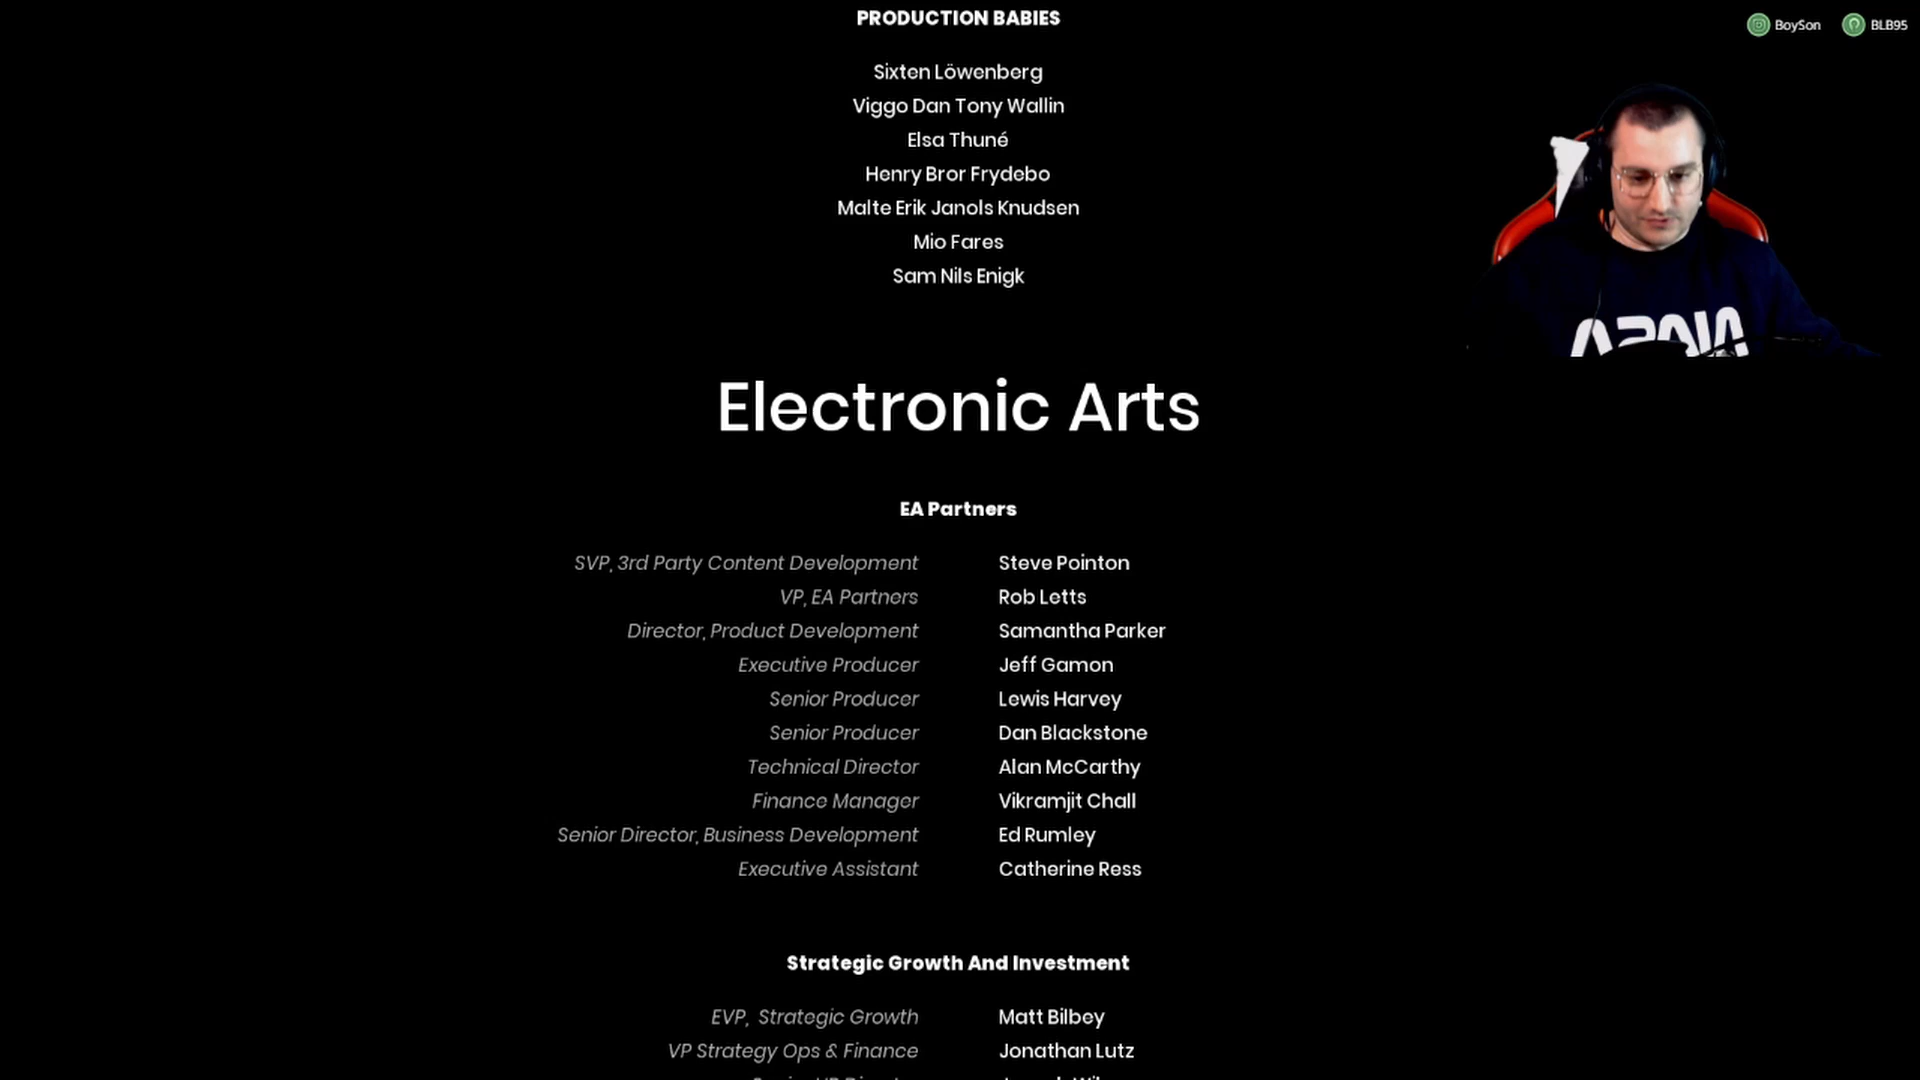 PRODUCTION BABIES
BoySon
BLB95
Sixten Löwenberg
Viggo Dan Tony Wallin
Elsa Thuné
Henry Bror Frydebo
Malte Erik Janols Knudsen
Mio Fares
Sam Nils Enigk
Electronic Arts
EA Partners
SVP, 3rd Party Content Development Steve Pointon
VP, EA Partners Rob Letts
Director, Product Development Samantha Parker
Executive Producer Jeff Gamon
Senior Producer Lewis Harvey
Senior Producer Dan Blackstone
Technical Director Alan McCarthy
Finance Manager Vikramjit Chall
Senior Director, Business Development Ed Rumley
Executive Assistant Catherine Ress
Strategic Growth And Investment
EVP, Strategic Growth Matt Bilbey
VP Strategy Ops & Finance Jonathan Lutz